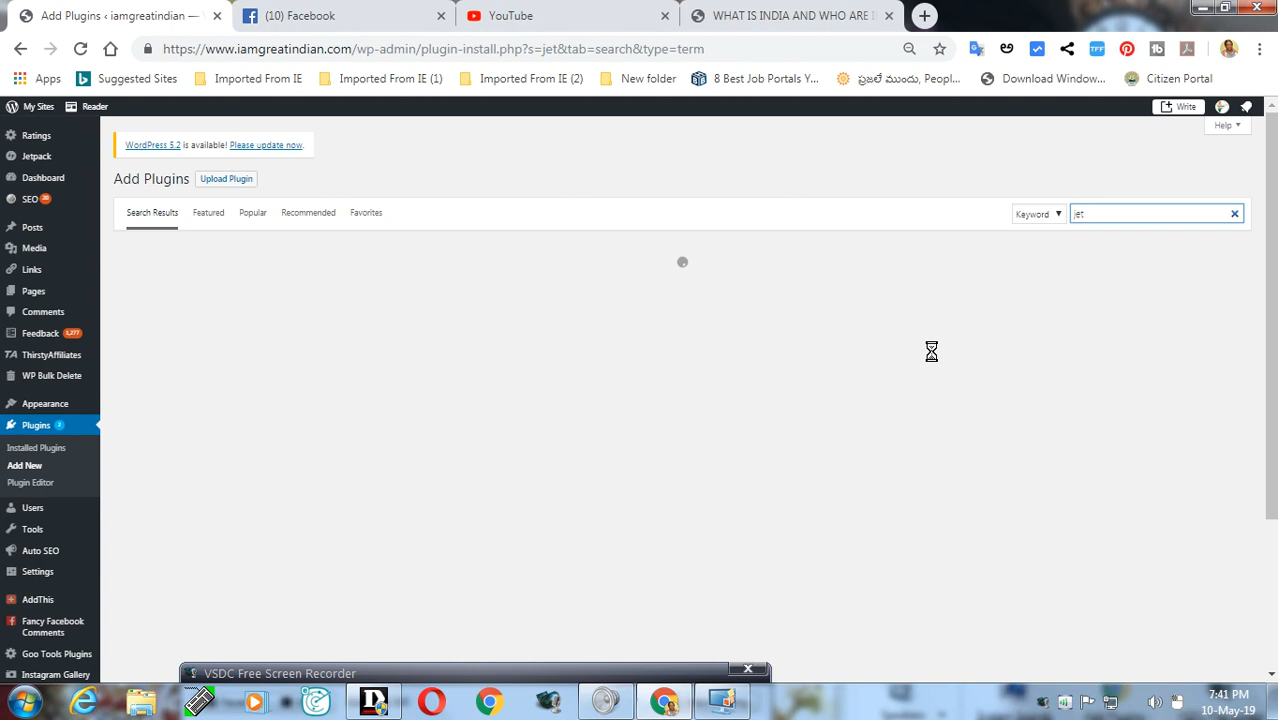 Add Plugins ‹ iamgreatindian —
(10) Facebook
YouTube
WHAT IS INDIA AND WHO ARE I
https://www.iamgreatindian.com/wp-admin/plugin-install.php?s=jet&tab=search&type=term
Apps
Suggested Sites
Imported From IE
Imported From IE (1)
Imported From IE (2)
New folder
8 Best Job Portals Y...
ప్రజలే ముందు, Peopl...
Download Window...
Citizen Portal
My Sites
Reader
Write
Ratings
Jetpack
Dashboard
SEO
Posts
Media
Links
Pages
Comments
Feedback 3,277
ThirstyAffiliates
WP Bulk Delete
Appearance
Plugins 2
Installed Plugins
Add New
Plugin Editor
Users
Tools
Auto SEO
Settings
AddThis
Fancy Facebook
Comments
Goo Tools Plugins
Instagram Gallery
Help
WordPress 5.2 is available! Please update now.
Add Plugins
Upload Plugin
Search Results
Featured
Popular
Recommended
Favorites
Keyword
jet
VSDC Free Screen Recorder
7:41 PM
10-May-19